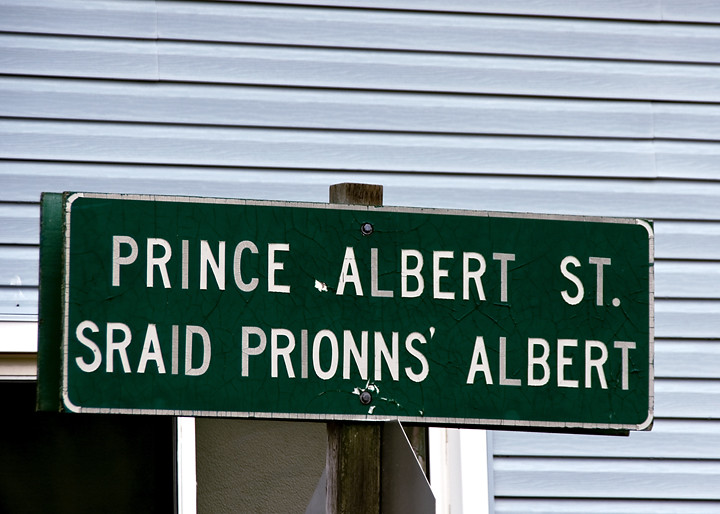 PRINCE ALBERT ST.
SRAID PRIONNS' ALBERT